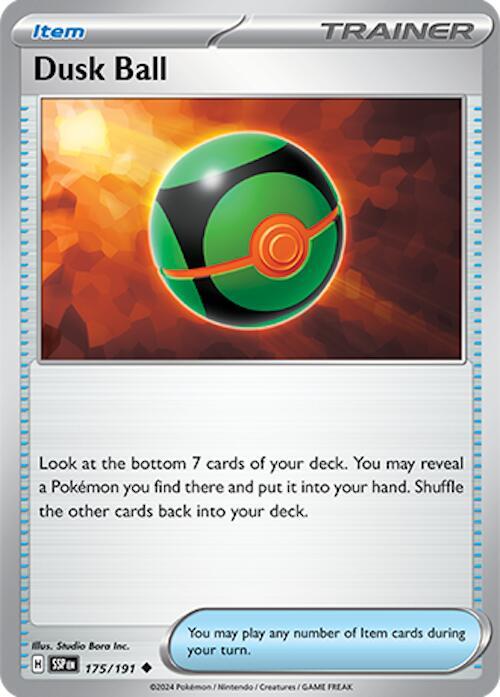 Item
TRAINER
Dusk Ball
Look at the bottom 7 cards of your deck. You may reveal
a Pokémon you find there and put it into your hand. Shuffle
the other cards back into your deck.
Illus. Studio Bora Inc.
You may play any number of Item cards during
your turn.
H SSP EN 175/191 ◆
©2024 Pokémon / Nintendo / Creatures / GAME FREAK